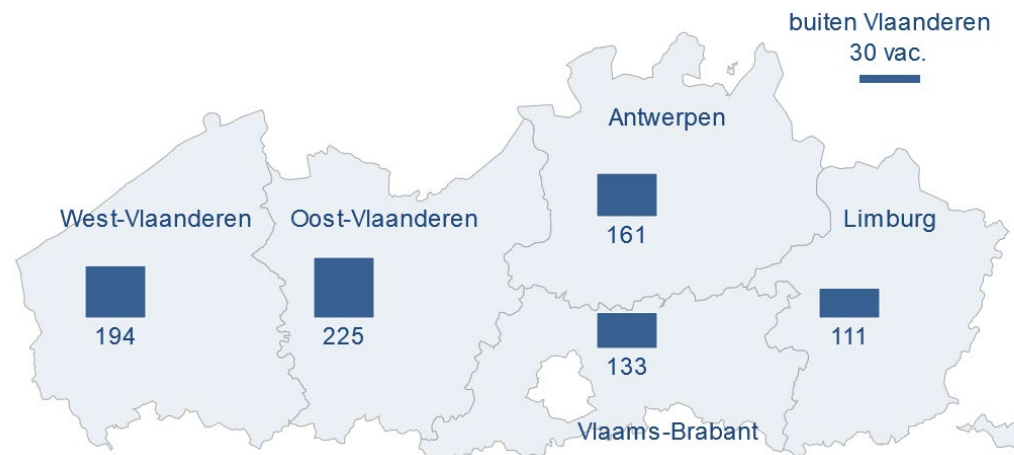 buiten Vlaanderen
30 vac.
Antwerpen
161
West-Vlaanderen
194
Oost-Vlaanderen
225
Limburg
111
133
Vlaams-Brabant